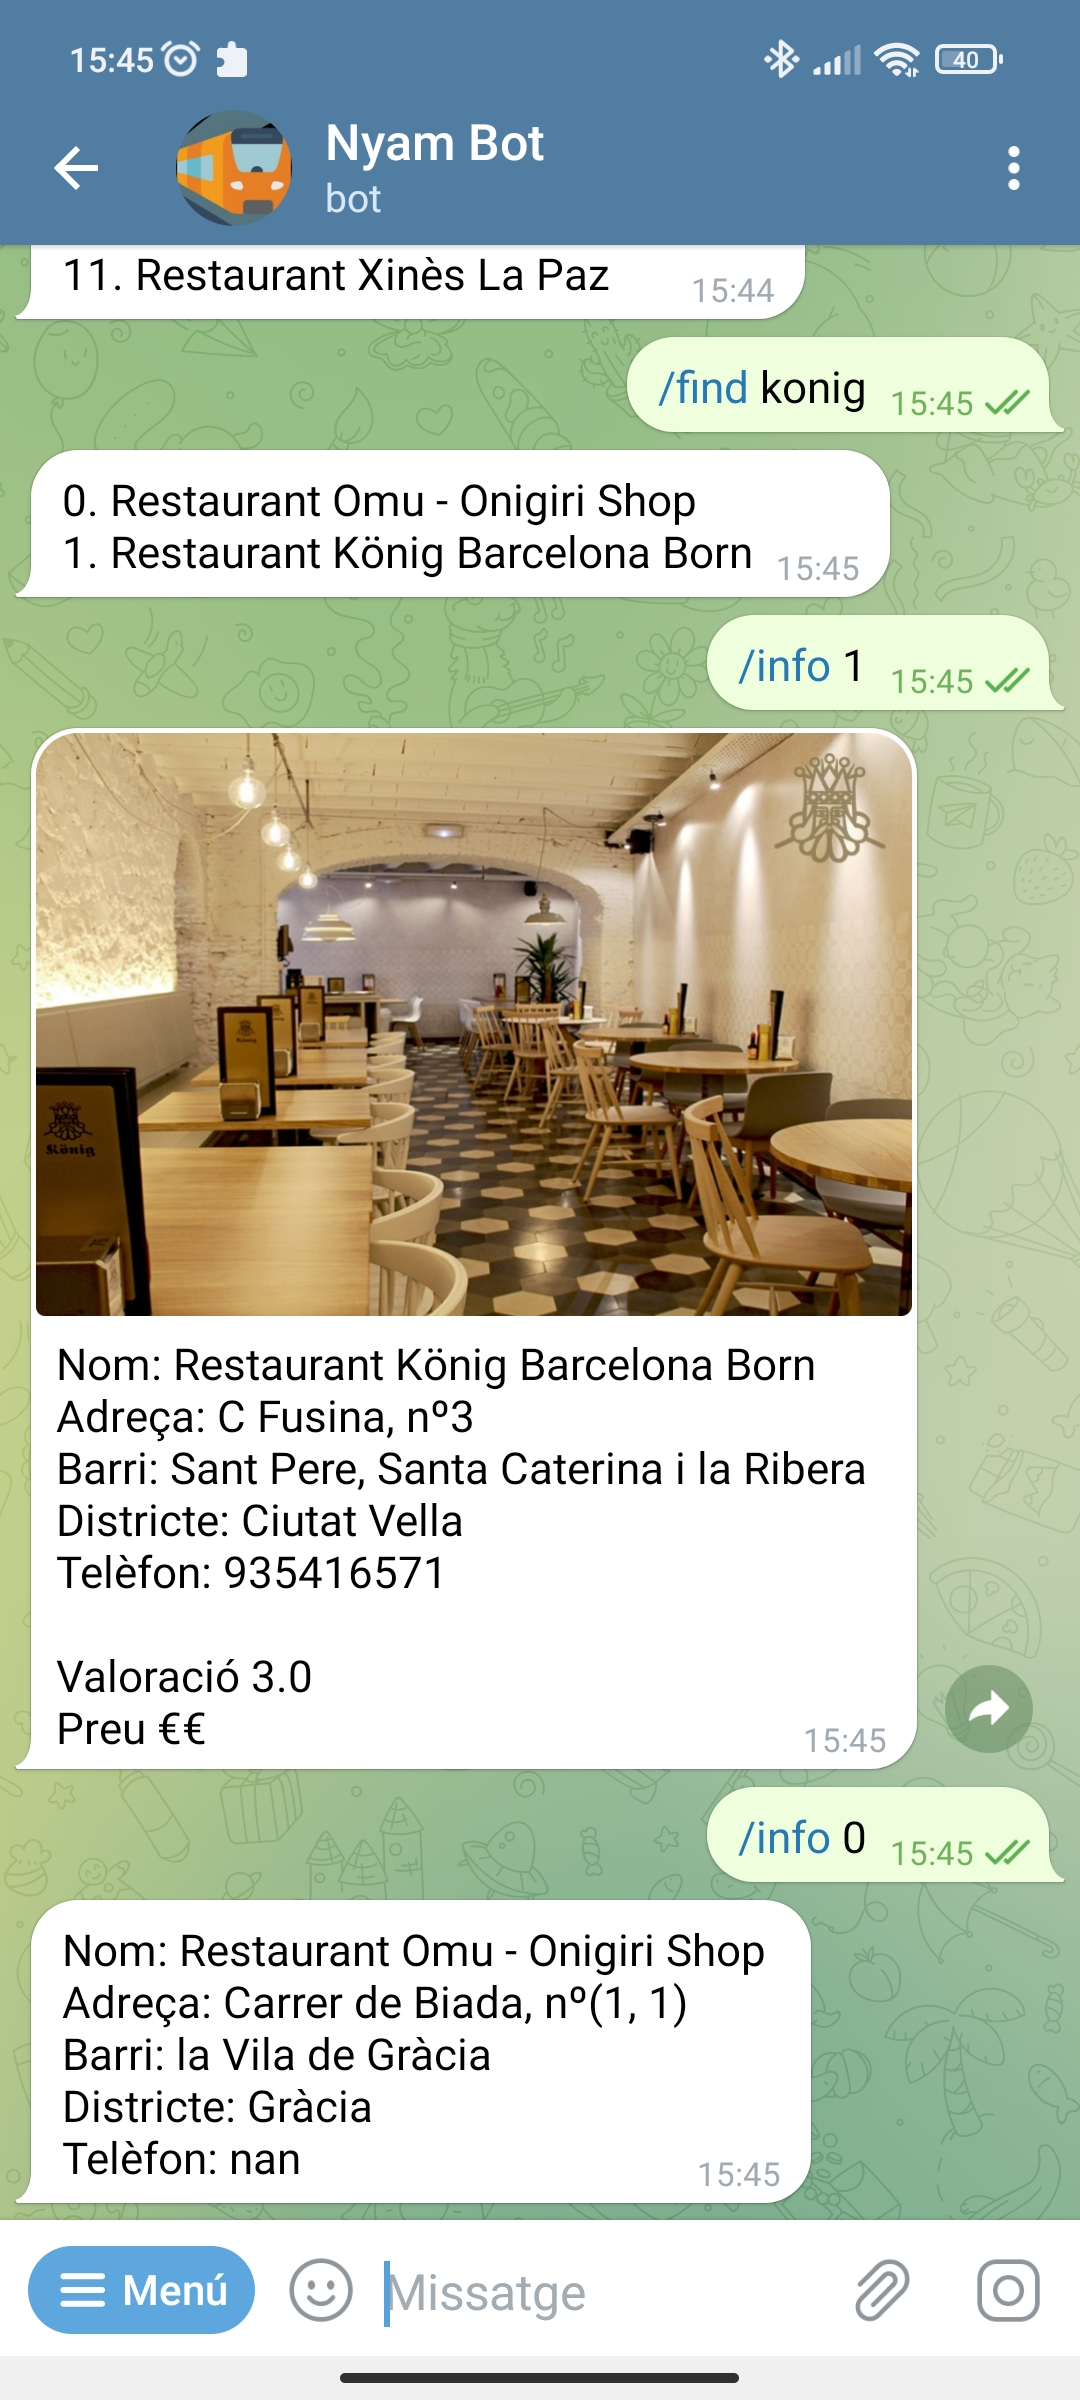 15:45
40
Nyam Bot
bot
11. Restaurant Xinès La Paz
15:44
/find konig
15:45
0. Restaurant Omu - Onigiri Shop
1. Restaurant König Barcelona Born
15:45
/info 1
15:45
König
König
Nom: Restaurant König Barcelona Born
Adreça: C Fusina, nº3
Barri: Sant Pere, Santa Caterina i la Ribera
Districte: Ciutat Vella
Telèfon: 935416571
Valoració 3.0
Preu €€
15:45
/info 0
15:45
Nom: Restaurant Omu - Onigiri Shop
Adreça: Carrer de Biada, nº(1, 1)
Barri: la Vila de Gràcia
Districte: Gràcia
Telèfon: nan
15:45
Menú
Missatge